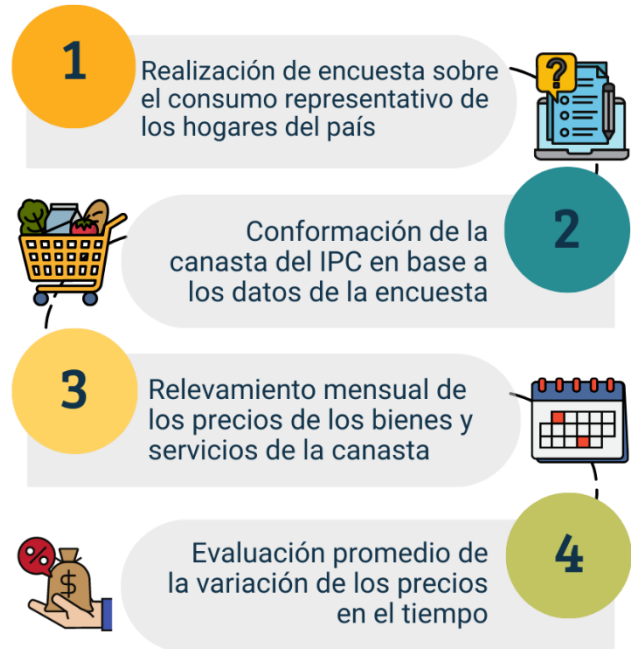 1
Realización de encuesta sobre
el consumo representativo de
los hogares del país
?
2
Conformación de la
canasta del IPC en base a
los datos de la encuesta
3
Relevamiento mensual de
los precios de los bienes y
servicios de la canasta
4
Evaluación promedio de
la variación de los precios
en el tiempo
%
$